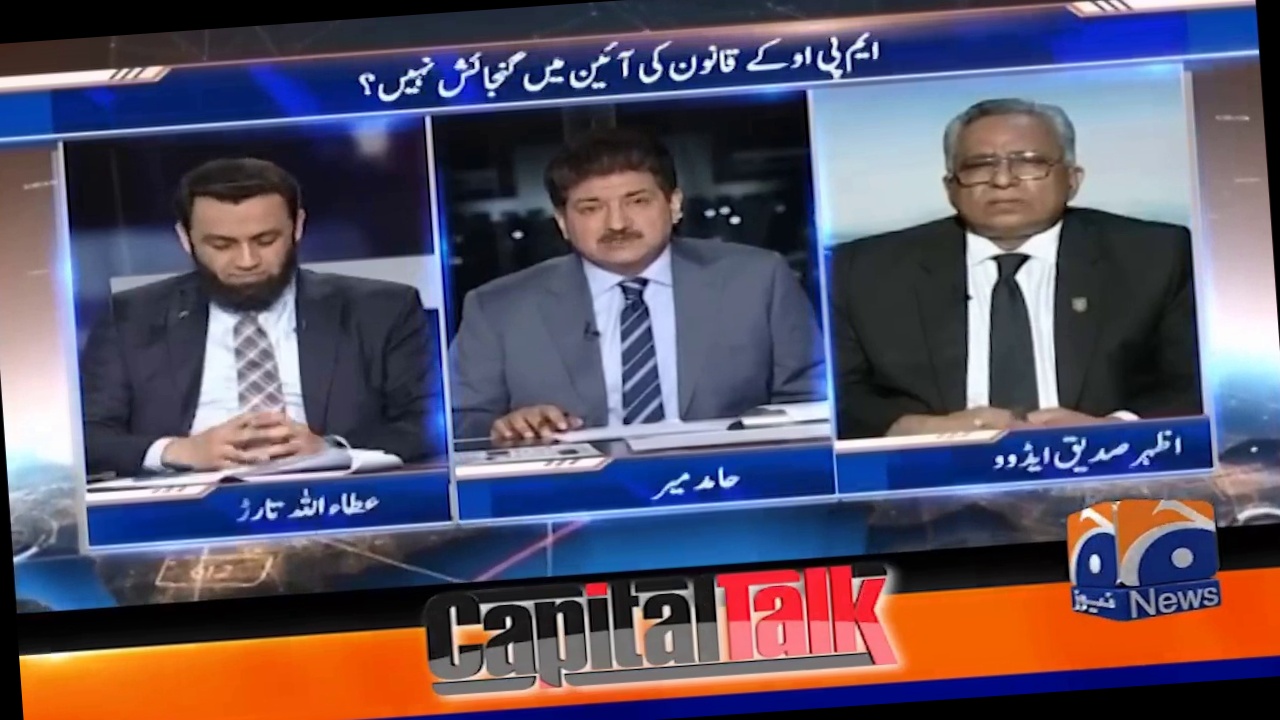 ایم پی او کے قانون کی آئین میں گنجائش نہیں؟
اظہر صدیق ایڈوو
حامد میر
عطاء اللہ تارڑ
Capital Talk
نیوز News